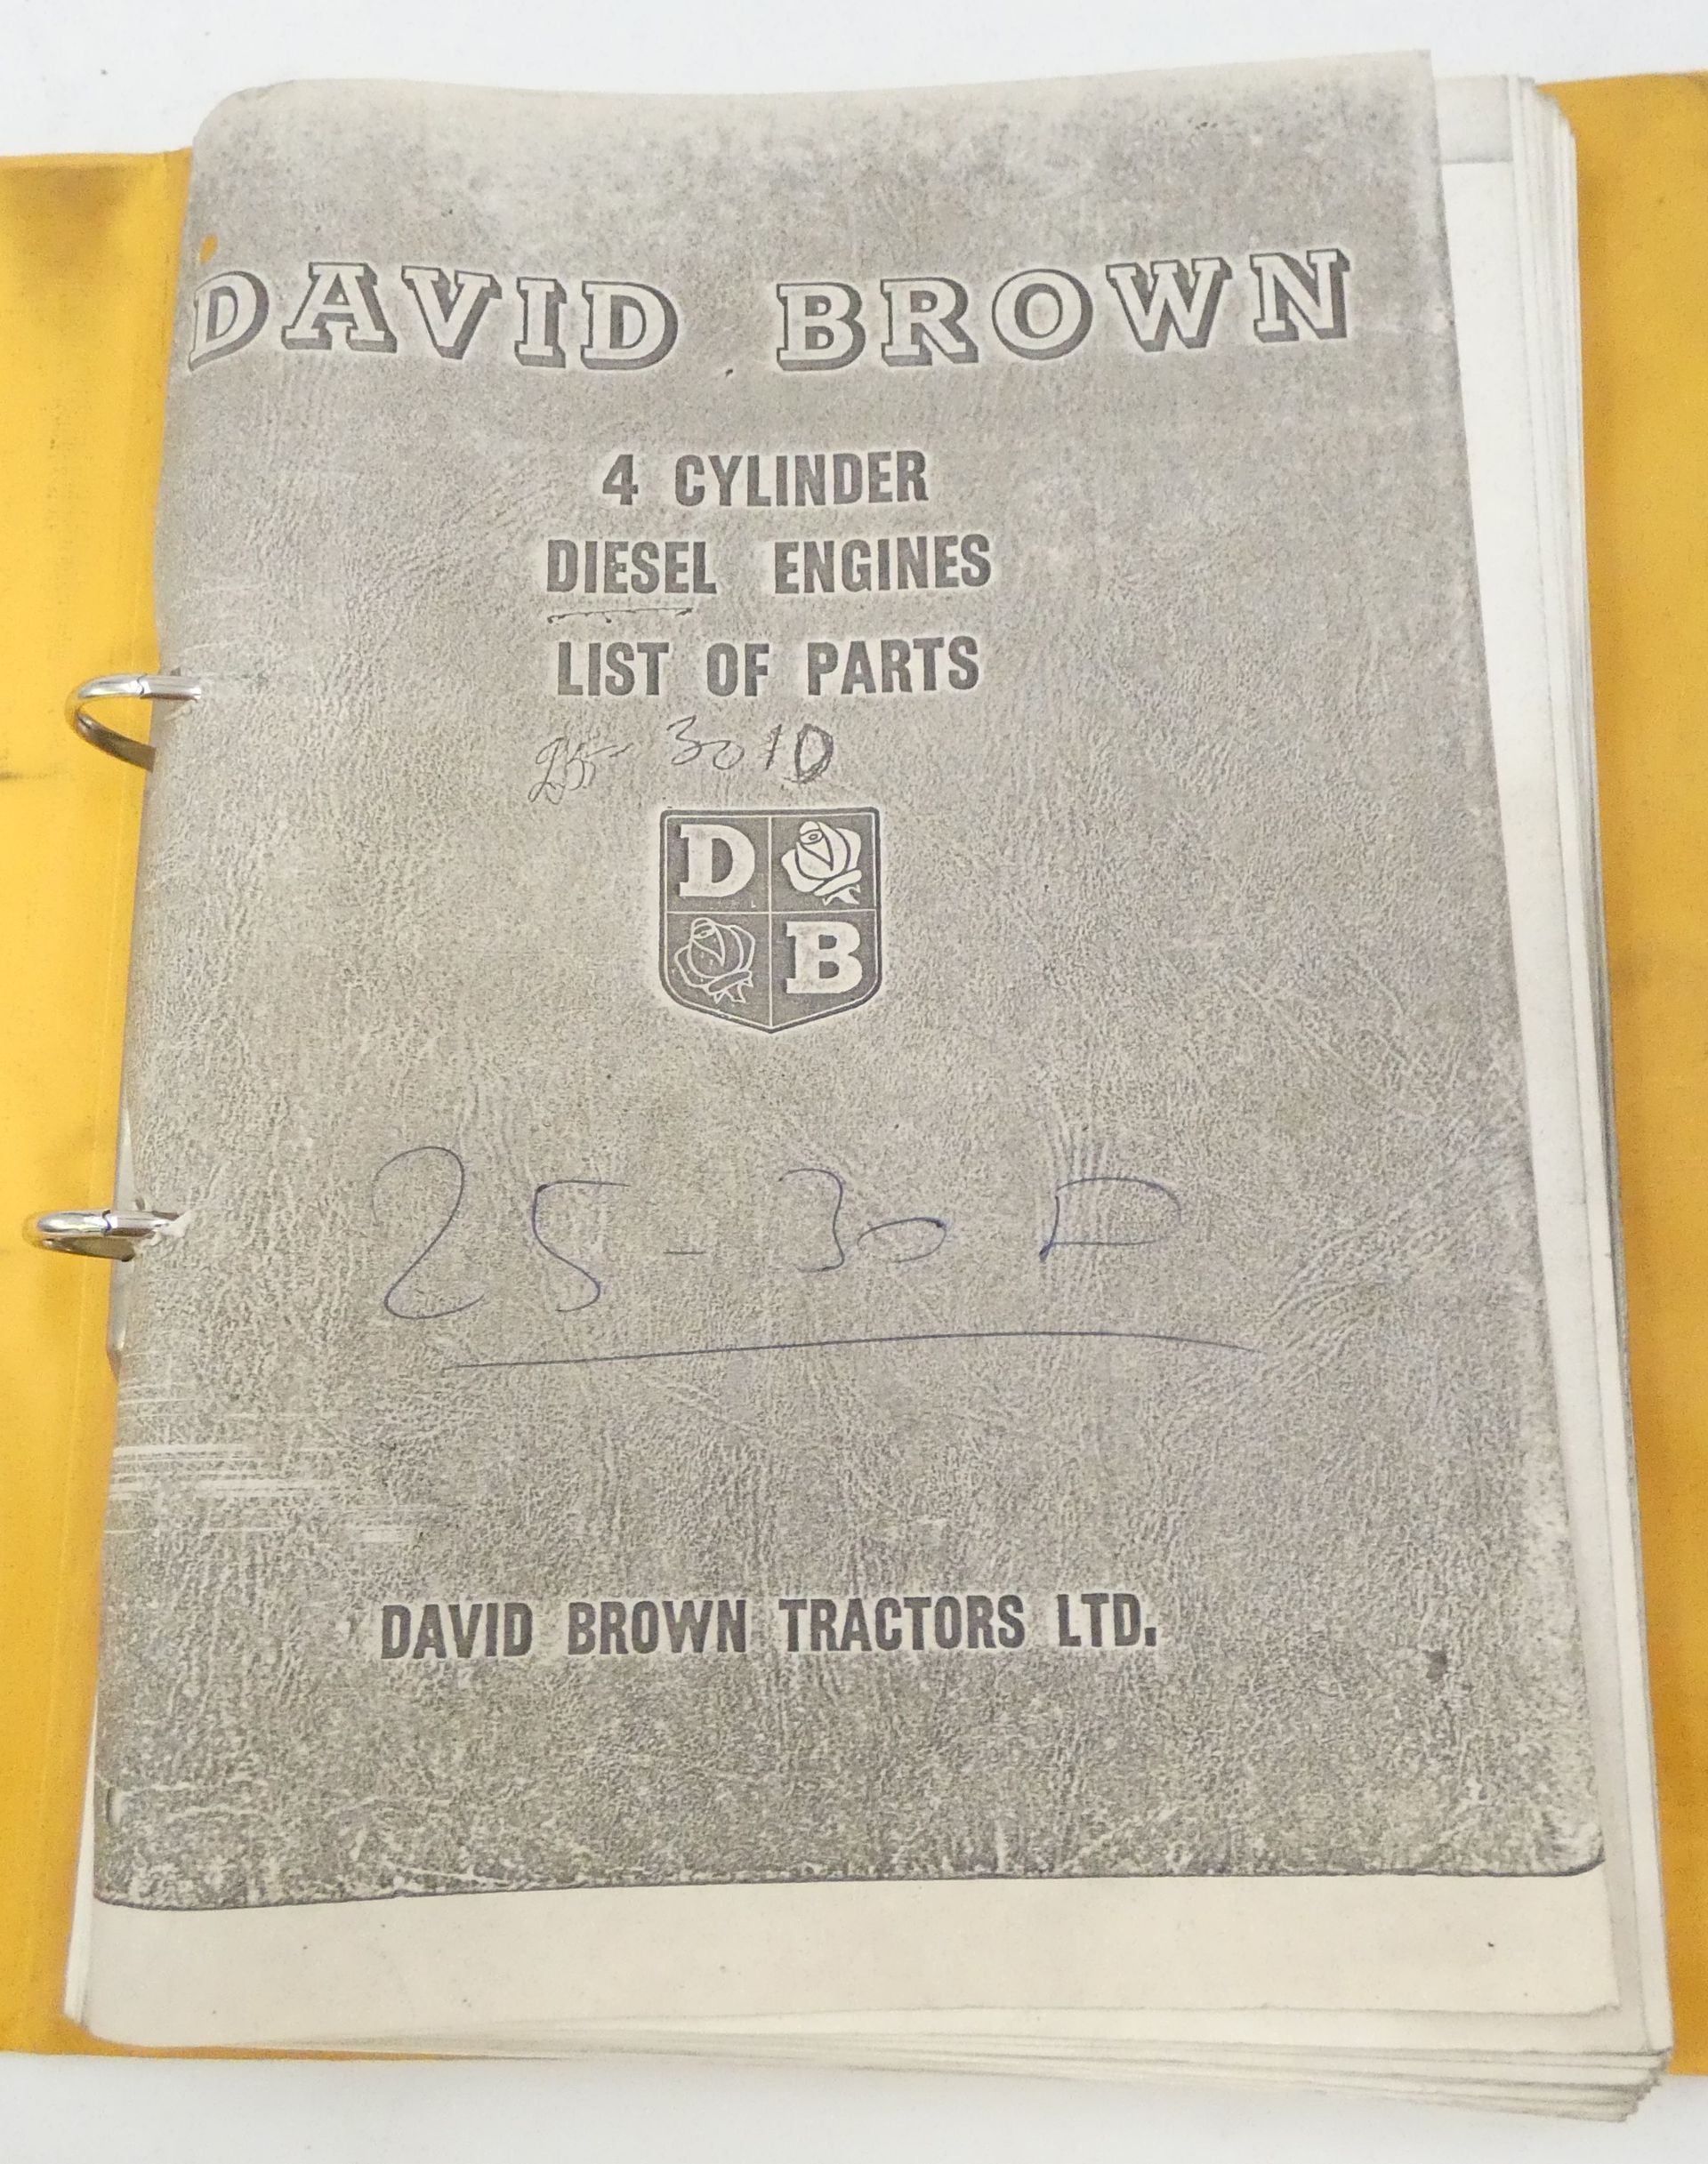 DAVID BROWN
4 CYLINDER
DIESEL ENGINES
LIST OF PARTS
25- 30 D
D
B
25-30 D
DAVID BROWN TRACTORS LTD.